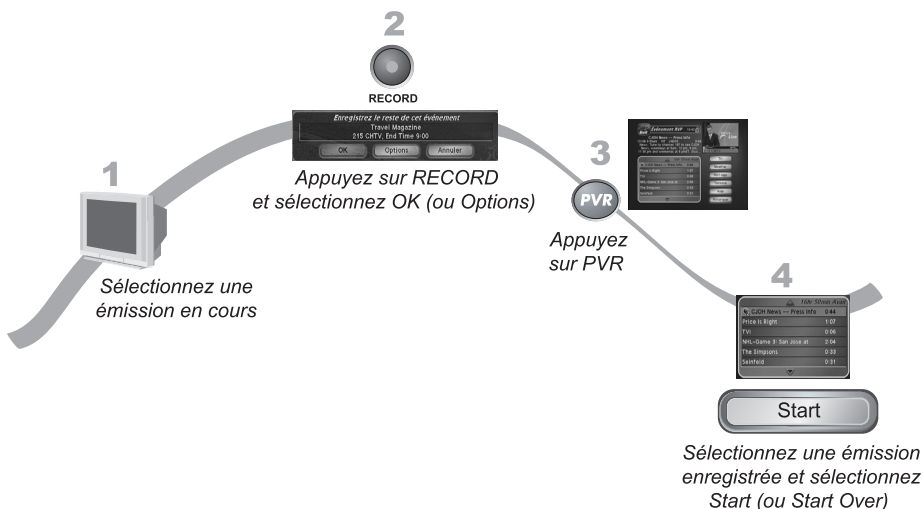 1
Sélectionnez une
émission en cours
2
RECORD
Enregistrez le reste de cet événement
Travel Magazine
215 CHTV, End Time 9:00
OK
Options
Annuler
Appuyez sur RECORD
et sélectionnez OK (ou Options)
3
PVR
Appuyez
sur PVR
4
CJOH News — Press Info 0:44
Price Is Right 1:07
TVI 0:06
NHL-Game 3: San Jose at 2:04
The Simpsons 0:33
Seinfeld 0:31
Start
Sélectionnez une émission
enregistrée et sélectionnez
Start (ou Start Over)